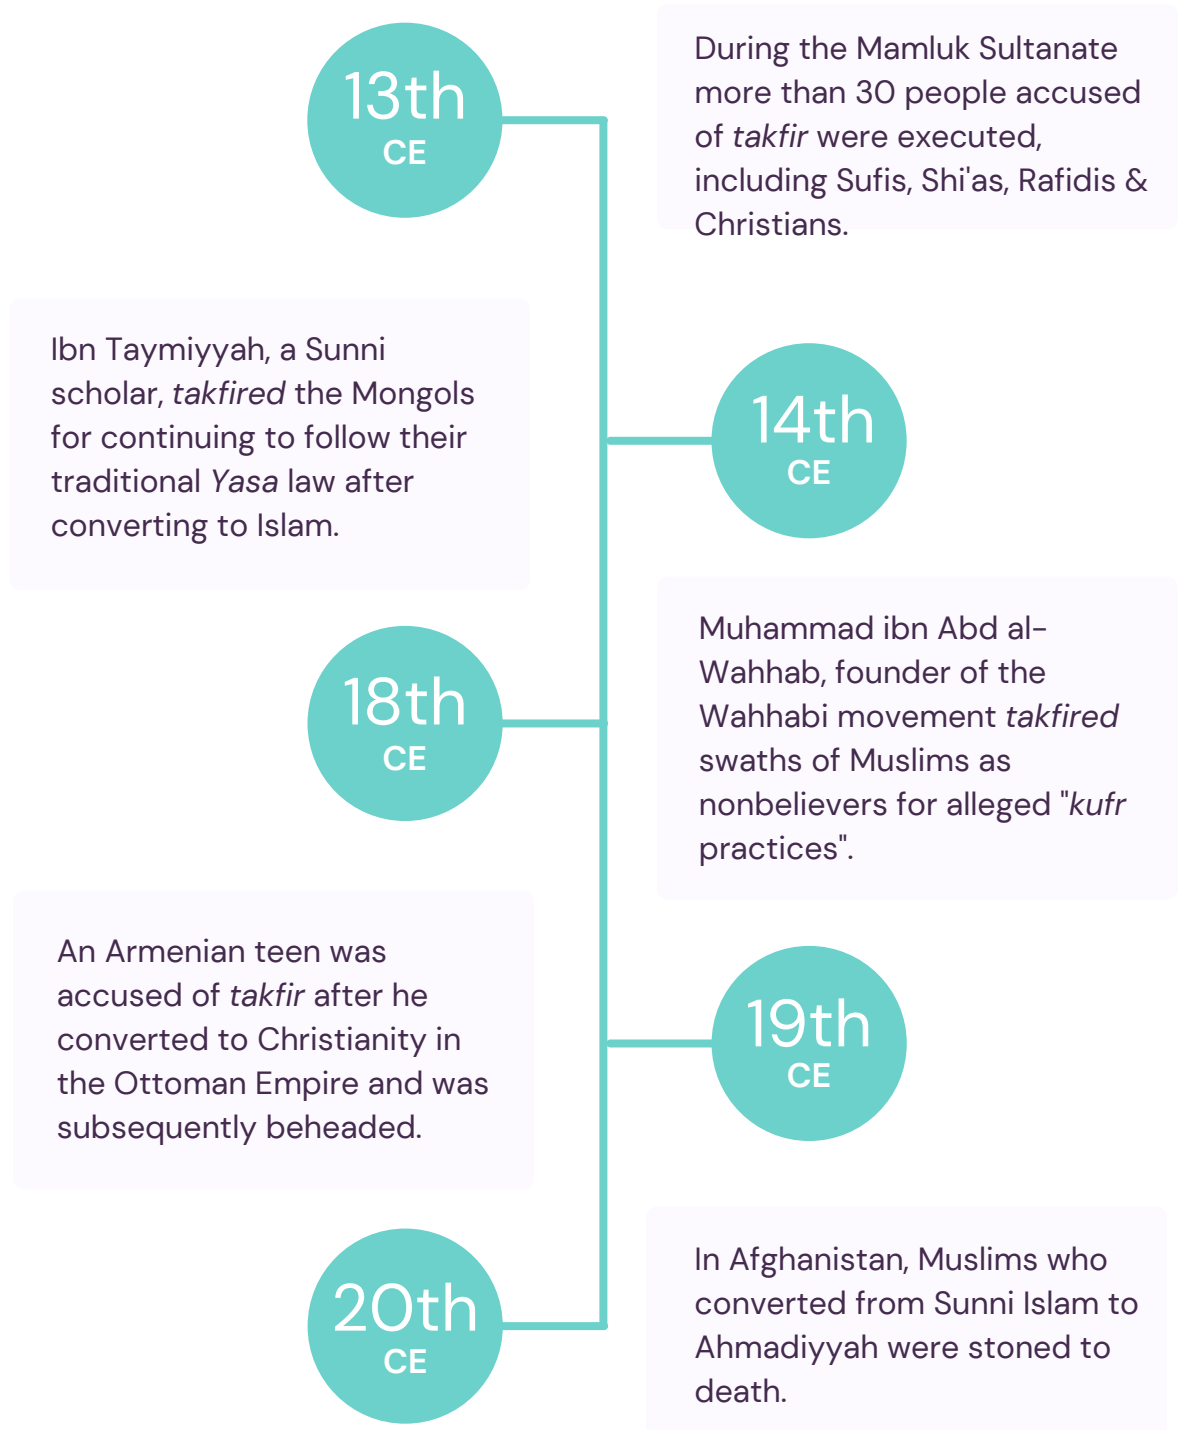 13th
CE
During the Mamluk Sultanate
more than 30 people accused
of takfir were executed,
including Sufis, Shi'as, Rafidis &
Christians.
14th
CE
Ibn Taymiyyah, a Sunni
scholar, takfired the Mongols
for continuing to follow their
traditional Yasa law after
converting to Islam.
18th
CE
Muhammad ibn Abd al-
Wahhab, founder of the
Wahhabi movement takfired
swaths of Muslims as
nonbelievers for alleged "kufr
practices".
19th
CE
An Armenian teen was
accused of takfir after he
converted to Christianity in
the Ottoman Empire and was
subsequently beheaded.
20th
CE
In Afghanistan, Muslims who
converted from Sunni Islam to
Ahmadiyyah were stoned to
death.